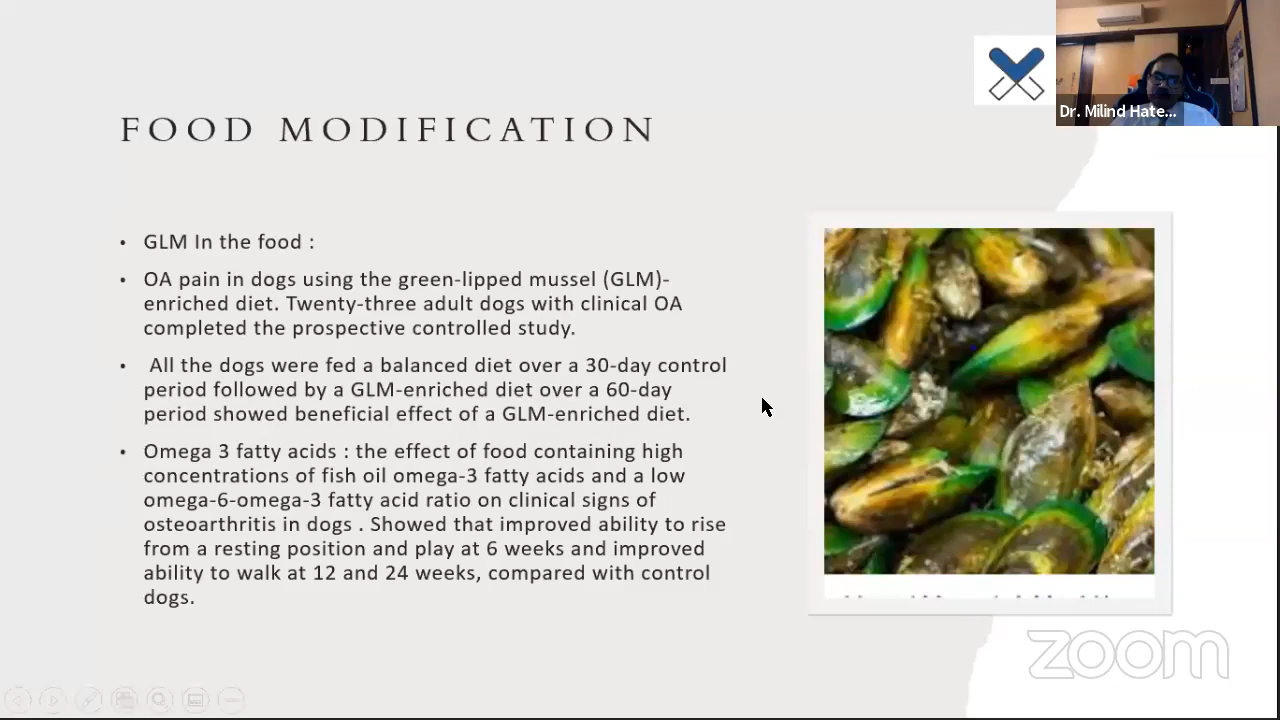 Dr. Milind Hate...
FOOD MODIFICATION
• GLM In the food :
• OA pain in dogs using the green-lipped mussel (GLM)-
enriched diet. Twenty-three adult dogs with clinical OA
completed the prospective controlled study.
• All the dogs were fed a balanced diet over a 30-day control
period followed by a GLM-enriched diet over a 60-day
period showed beneficial effect of a GLM-enriched diet.
• Omega 3 fatty acids : the effect of food containing high
concentrations of fish oil omega-3 fatty acids and a low
omega-6-omega-3 fatty acid ratio on clinical signs of
osteoarthritis in dogs . Showed that improved ability to rise
from a resting position and play at 6 weeks and improved
ability to walk at 12 and 24 weeks, compared with control
dogs.
zoom